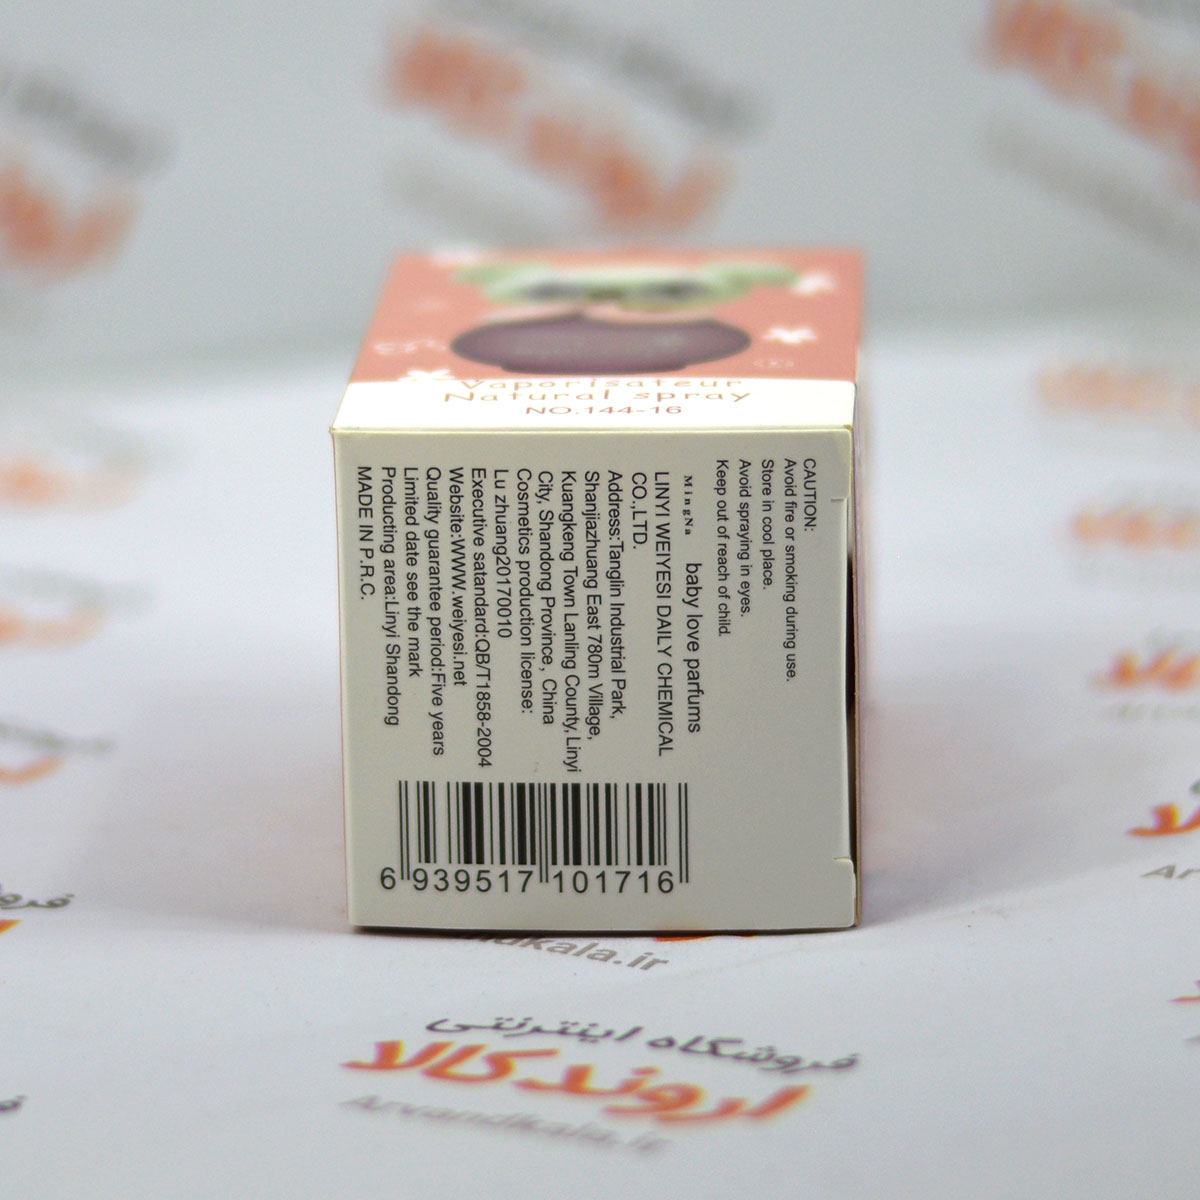 Vaporisateur
Natural spray
NO.144-16
CAUTION:
Avoid fire or smoking during use.
Store in cool place.
Avoid spraying in eyes.
Keep out of reach of child.
MingNa baby love parfums
LINYI WEIYESI DAILY CHEMICAL
CO.,LTD.
Address:Tanglin Industrial Park,
Shanjiazhuang East 780m Village,
Kuangkeng Town Lanling County, Linyi
City, Shandong Province, China
Cosmetics production license:
Lu zhuang20170010
Executive satandard:QB/T1858-2004
Website:WWW.weiyesi.net
Quality guarantee period:Five years
Limited date see the mark
Producting area:Linyi Shandong
MADE IN P.R.C.
6 939517 101716
فروشگاه اینترنتی
اروند کالا
Arvandkala.ir